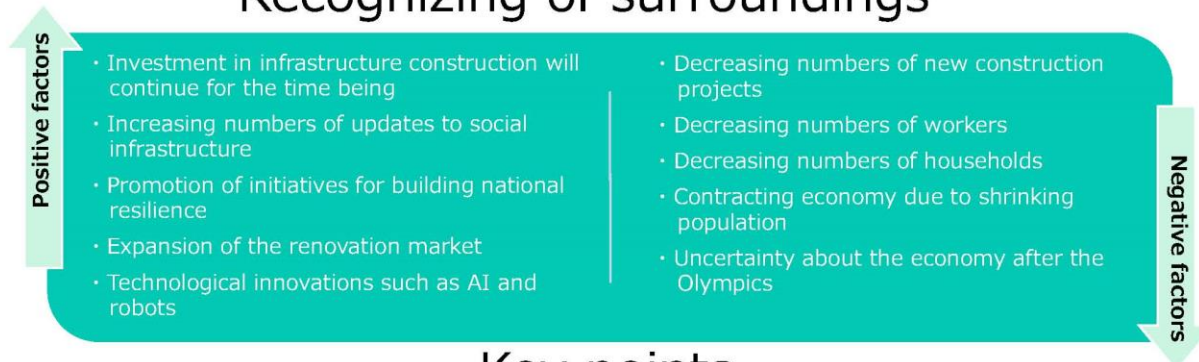 Recognizing of surroundings
Positive factors
· Investment in infrastructure construction will
continue for the time being
· Increasing numbers of updates to social
infrastructure
· Promotion of initiatives for building national
resilience
· Expansion of the renovation market
· Technological innovations such as AI and
robots
· Decreasing numbers of new construction
projects
· Decreasing numbers of workers
· Decreasing numbers of households
· Contracting economy due to shrinking
population
· Uncertainty about the economy after the
Olympics
Negative factors
Key points